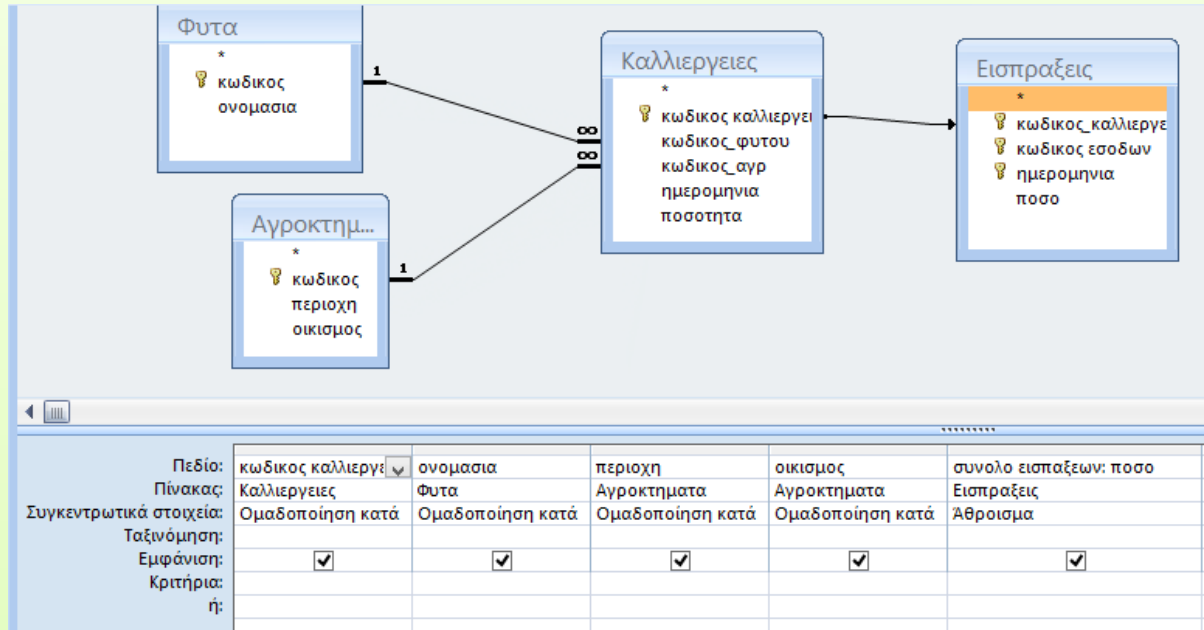 Φυτα
*
κωδικος
ονομασια
1
Αγροκτημ...
*
κωδικος
περιοχη
οικισμος
1
∞
∞
Καλλιεργειες
*
κωδικος καλλιεργει
κωδικος_φυτου
κωδικος_αγρ
ημερομηνια
ποσοτητα
Εισπραξεις
*
κωδικος_καλλιεργε
κωδικος εσοδων
ημερομηνια
ποσο
Πεδίο: κωδικος καλλιεργε ονομασια περιοχη οικισμος συνολο εισπαξεων: ποσο
Πίνακας: Καλλιεργειες Φυτα Αγροκτηματα Αγροκτηματα Εισπραξεις
Συγκεντρωτικά στοιχεία: Ομαδοποίηση κατά Ομαδοποίηση κατά Ομαδοποίηση κατά Ομαδοποίηση κατά Άθροισμα
Ταξινόμηση:
Εμφάνιση:
Κριτήρια:
ή: